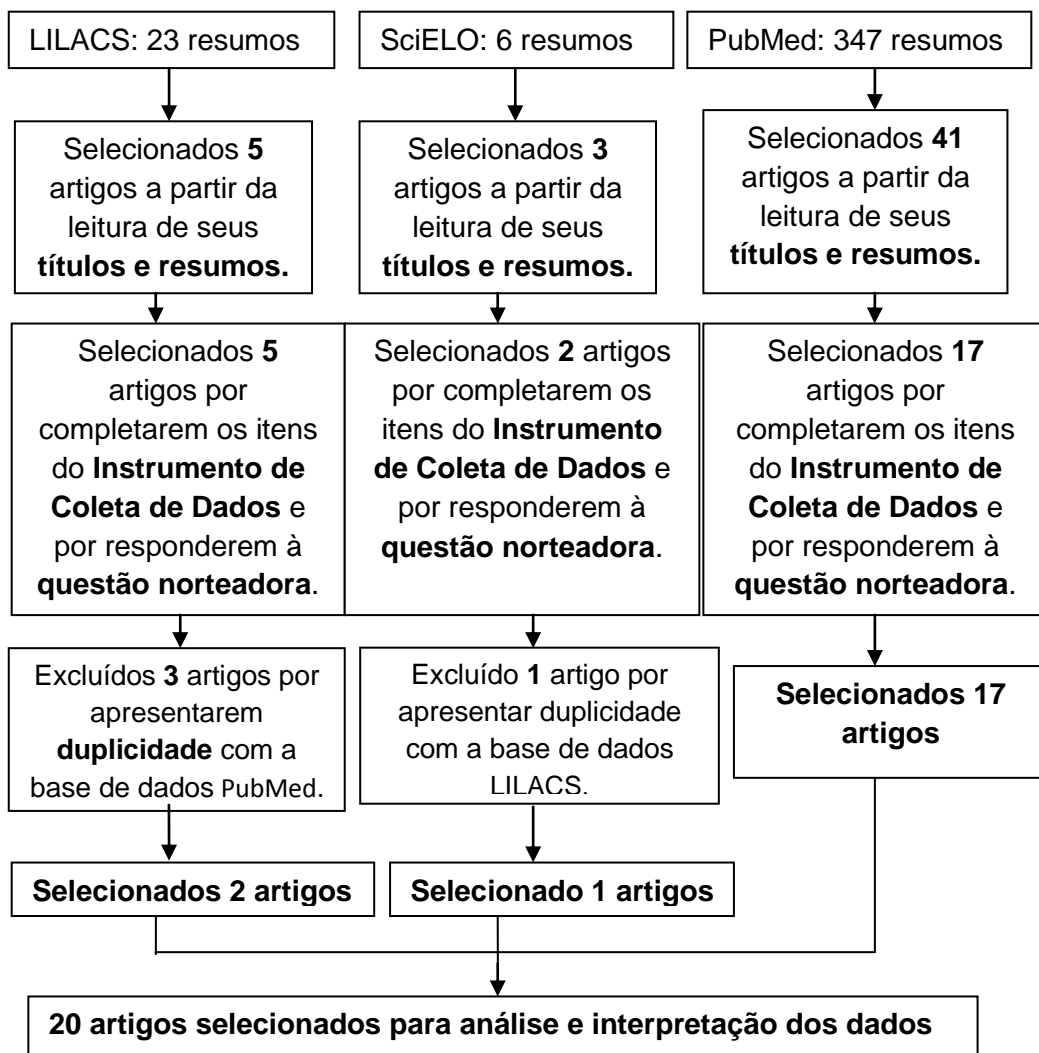 LILACS: 23 resumos
SciELO: 6 resumos
PubMed: 347 resumos
Selecionados 5
artigos a partir da
leitura de seus
títulos e resumos.
Selecionados 3
artigos a partir da
leitura de seus
títulos e resumos.
Selecionados 41
artigos a partir da
leitura de seus
títulos e resumos.
Selecionados 5
artigos por
completarem os itens
do Instrumento de
Coleta de Dados e
por responderem à
questão norteadora.
Selecionados 2 artigos
por completarem os
itens do Instrumento
de Coleta de Dados e
por responderem à
questão norteadora.
Selecionados 17
artigos por
completarem os itens
do Instrumento de
Coleta de Dados e
por responderem à
questão norteadora.
Excluídos 3 artigos por
apresentarem
duplicidade com a
base de dados PubMed.
Excluído 1 artigo por
apresentar duplicidade
com a base de dados
LILACS.
Selecionados 17
artigos
Selecionados 2 artigos
Selecionado 1 artigos
20 artigos selecionados para análise e interpretação dos dados